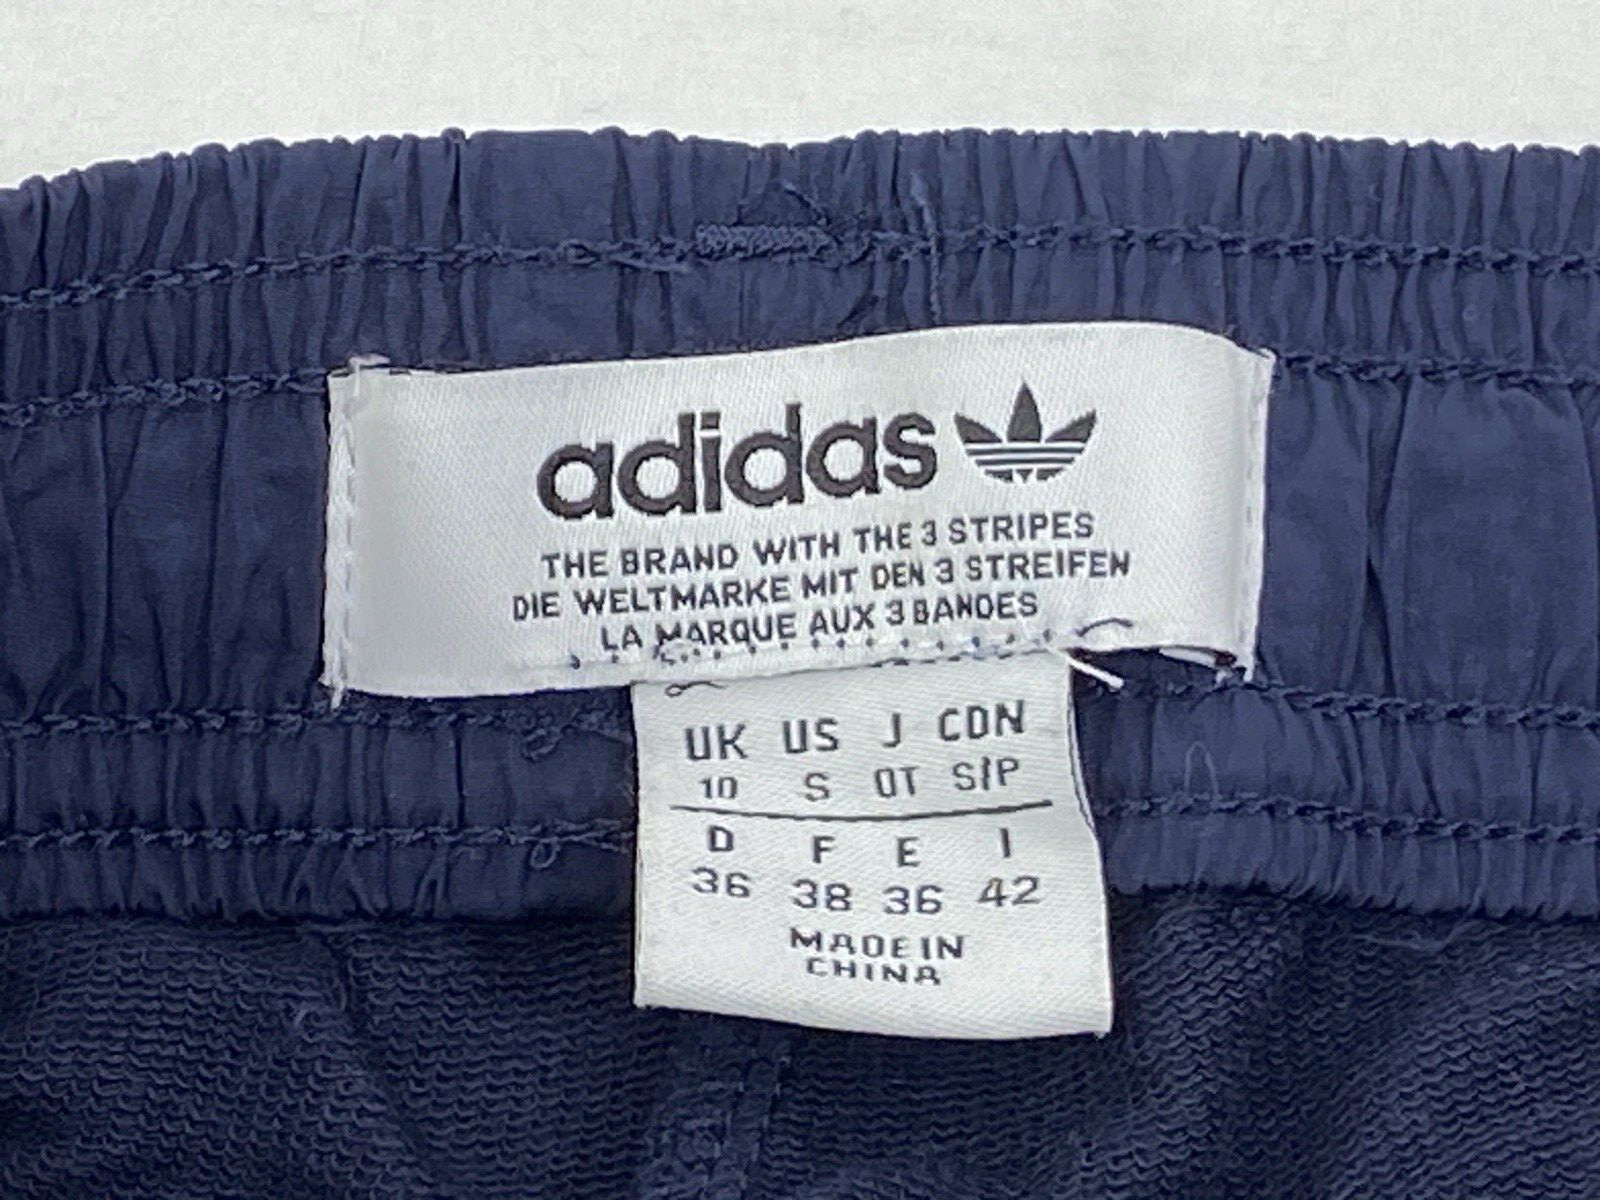 adidas
THE BRAND WITH THE 3 STRIPES
DIE WELTMARKE MIT DEN 3 STREIFEN
LA MARQUE AUX 3 BANDES
UK US J CDN
10 S OT S/P
D F E I
36 38 36 42
MADE IN
CHINA